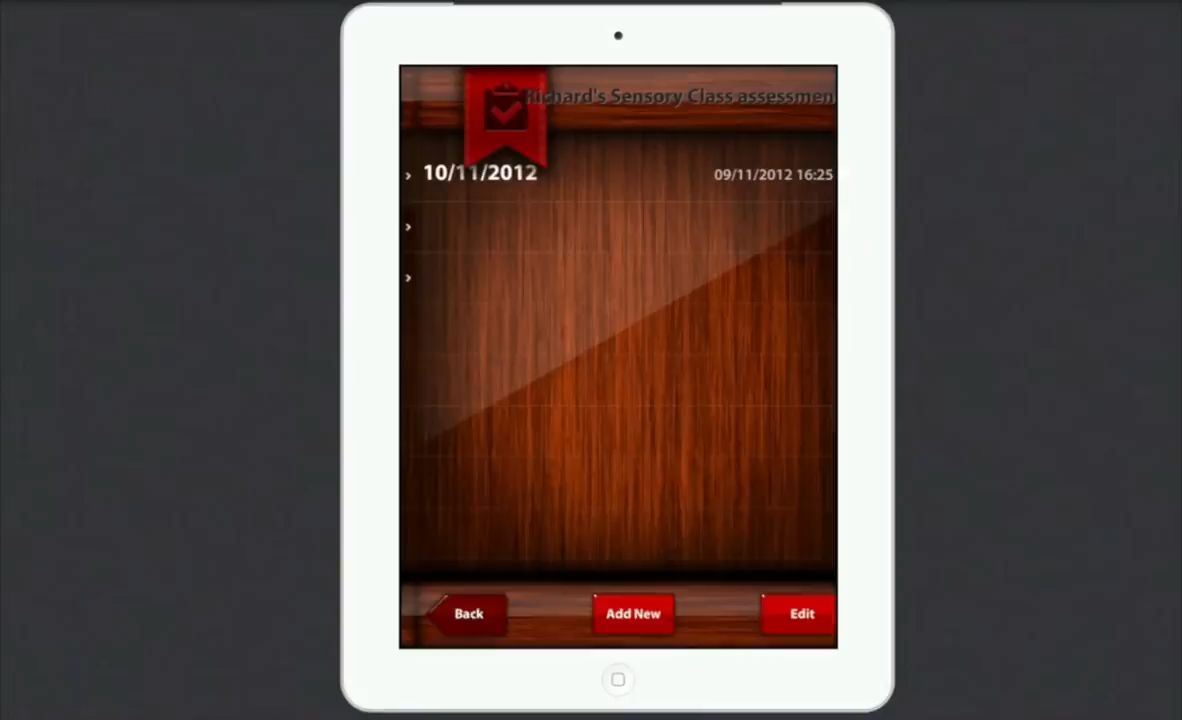 Richard's Sensory Class assessmen
10/11/2012 09/11/2012 16:25
Back Add New Edit